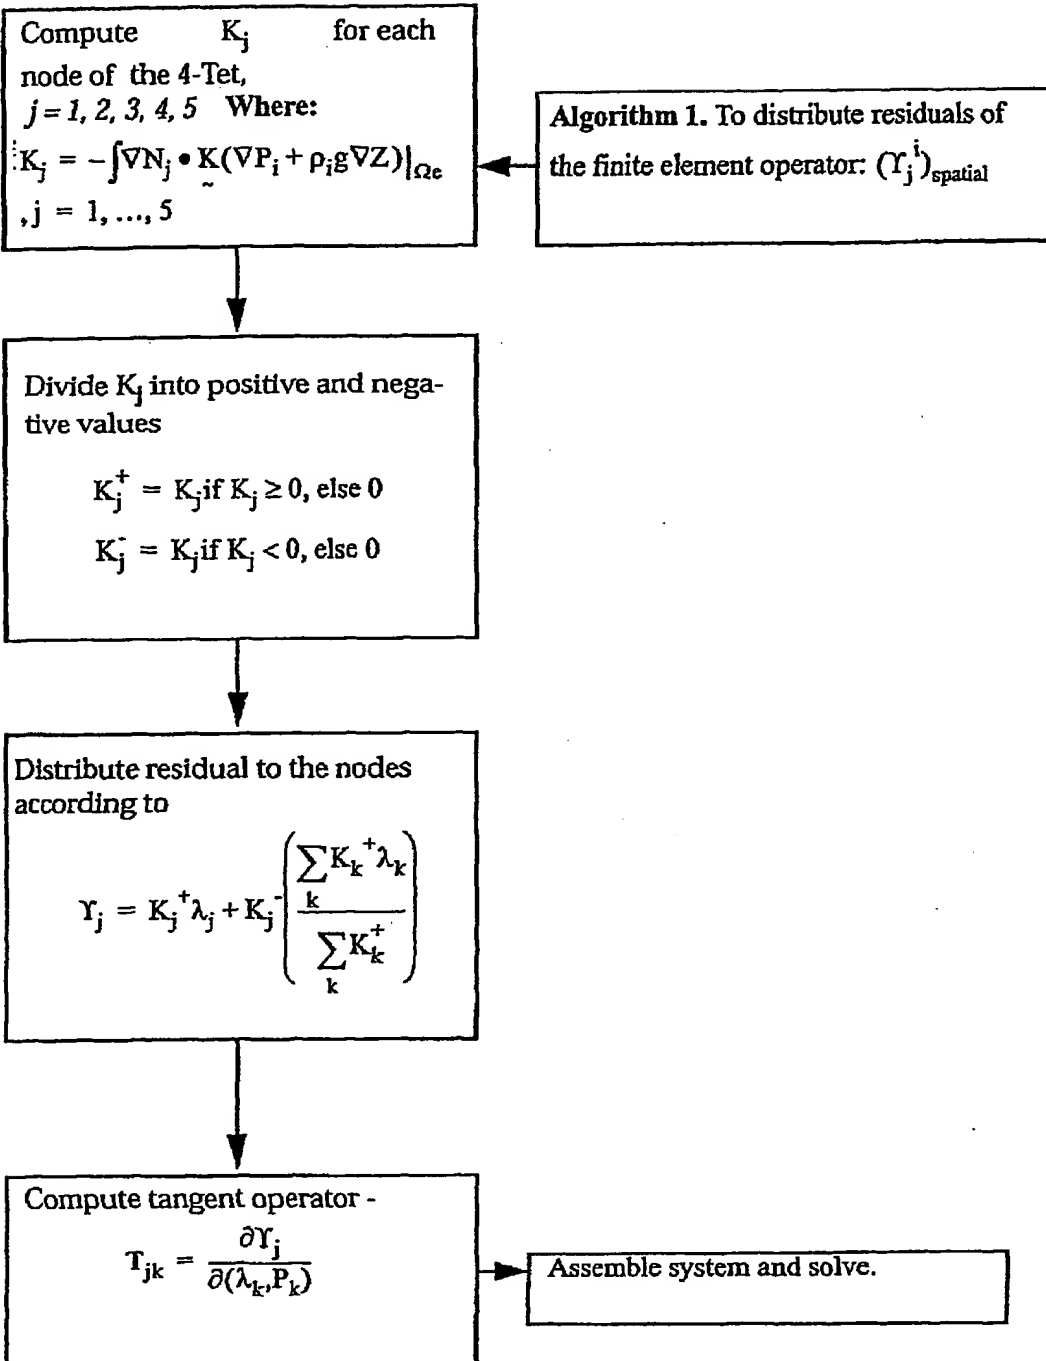 Compute K_j for each
node of the 4-Tet,
j = 1, 2, 3, 4, 5 Where:
K_j = −∫∇N_j • K̰(∇P_i + ρ_i g∇Z)|_Ωe
, j = 1, ..., 5
Algorithm 1. To distribute residuals of
the finite element operator: (ϒ_j^i)_spatial
Divide K_j into positive and nega-
tive values
K_j^+ = K_j if K_j ≥ 0, else 0
K_j^- = K_j if K_j < 0, else 0
Distribute residual to the nodes
according to
ϒ_j = K_j^+ λ_j + K_j^- ( ∑_k K_k^+ λ_k / ∑_k K_k^+ )
Compute tangent operator -
T_jk = ∂ϒ_j / ∂(λ_k, P_k)
Assemble system and solve.